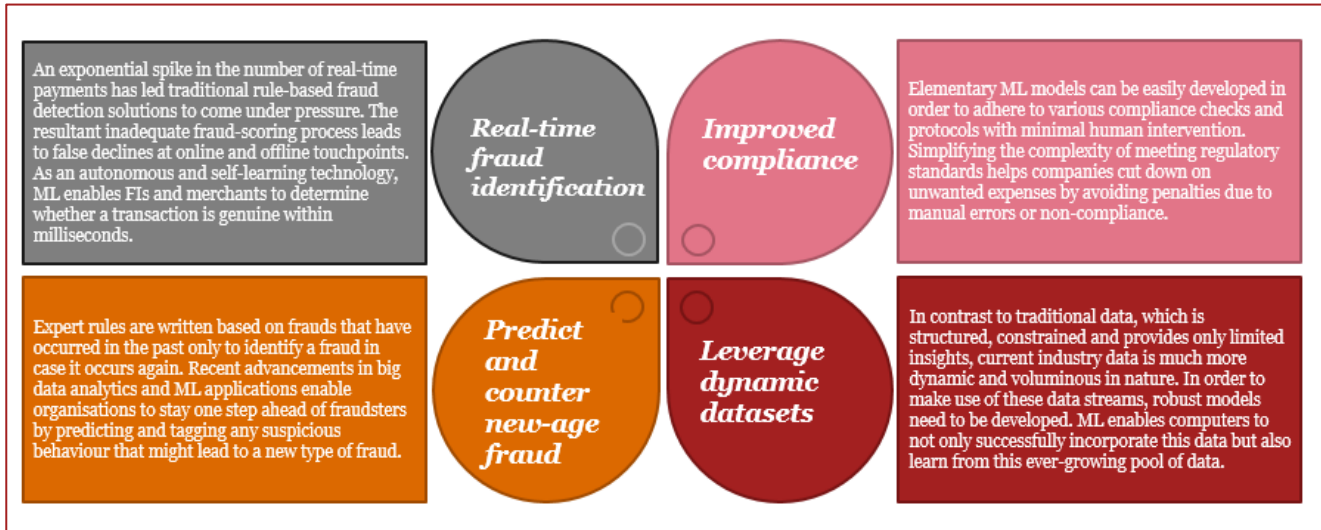 An exponential spike in the number of real-time
payments has led traditional rule-based fraud
detection solutions to come under pressure. The
resultant inadequate fraud-scoring process leads
to false declines at online and offline touchpoints.
As an autonomous and self-learning technology,
ML enables FIs and merchants to determine
whether a transaction is genuine within
milliseconds.
Real-time
fraud
identification
Improved
compliance
Elementary ML models can be easily developed in
order to adhere to various compliance checks and
protocols with minimal human intervention.
Simplifying the complexity of meeting regulatory
standards helps companies cut down on
unwanted expenses by avoiding penalties due to
manual errors or non-compliance.
Expert rules are written based on frauds that have
occurred in the past only to identify a fraud in
case it occurs again. Recent advancements in big
data analytics and ML applications enable
organisations to stay one step ahead of fraudsters
by predicting and tagging any suspicious
behaviour that might lead to a new type of fraud.
Predict
and
counter
new-age
fraud
Leverage
dynamic
datasets
In contrast to traditional data, which is
structured, constrained and provides only limited
insights, current industry data is much more
dynamic and voluminous in nature. In order to
make use of these data streams, robust models
need to be developed. ML enables computers to
not only successfully incorporate this data but also
learn from this ever-growing pool of data.